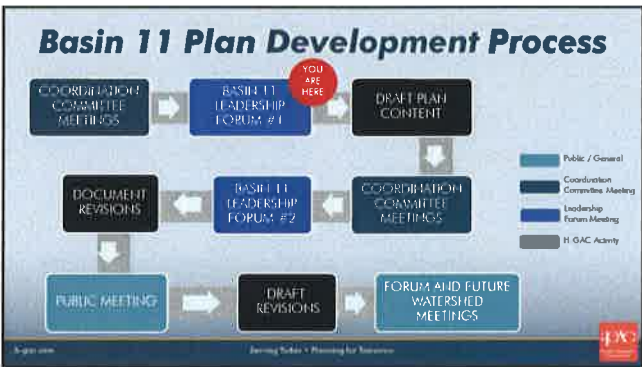 Basin 11 Plan Development Process
YOU
ARE
HERE
COORDINATION
COMMITTEE
MEETINGS
BASIN 11
LEADERSHIP
FORUM #1
DRAFT PLAN
CONTENT
Public / General
Coordination
Committee Meeting
Leadership
Forum Meeting
H-GAC Activity
DOCUMENT
REVISIONS
BASIN 11
LEADERSHIP
FORUM #2
COORDINATION
COMMITTEE
MEETINGS
PUBLIC MEETING
DRAFT
REVISIONS
FORUM AND FUTURE
WATERSHED
MEETINGS
h-gac.com
Serving Today • Planning for Tomorrow